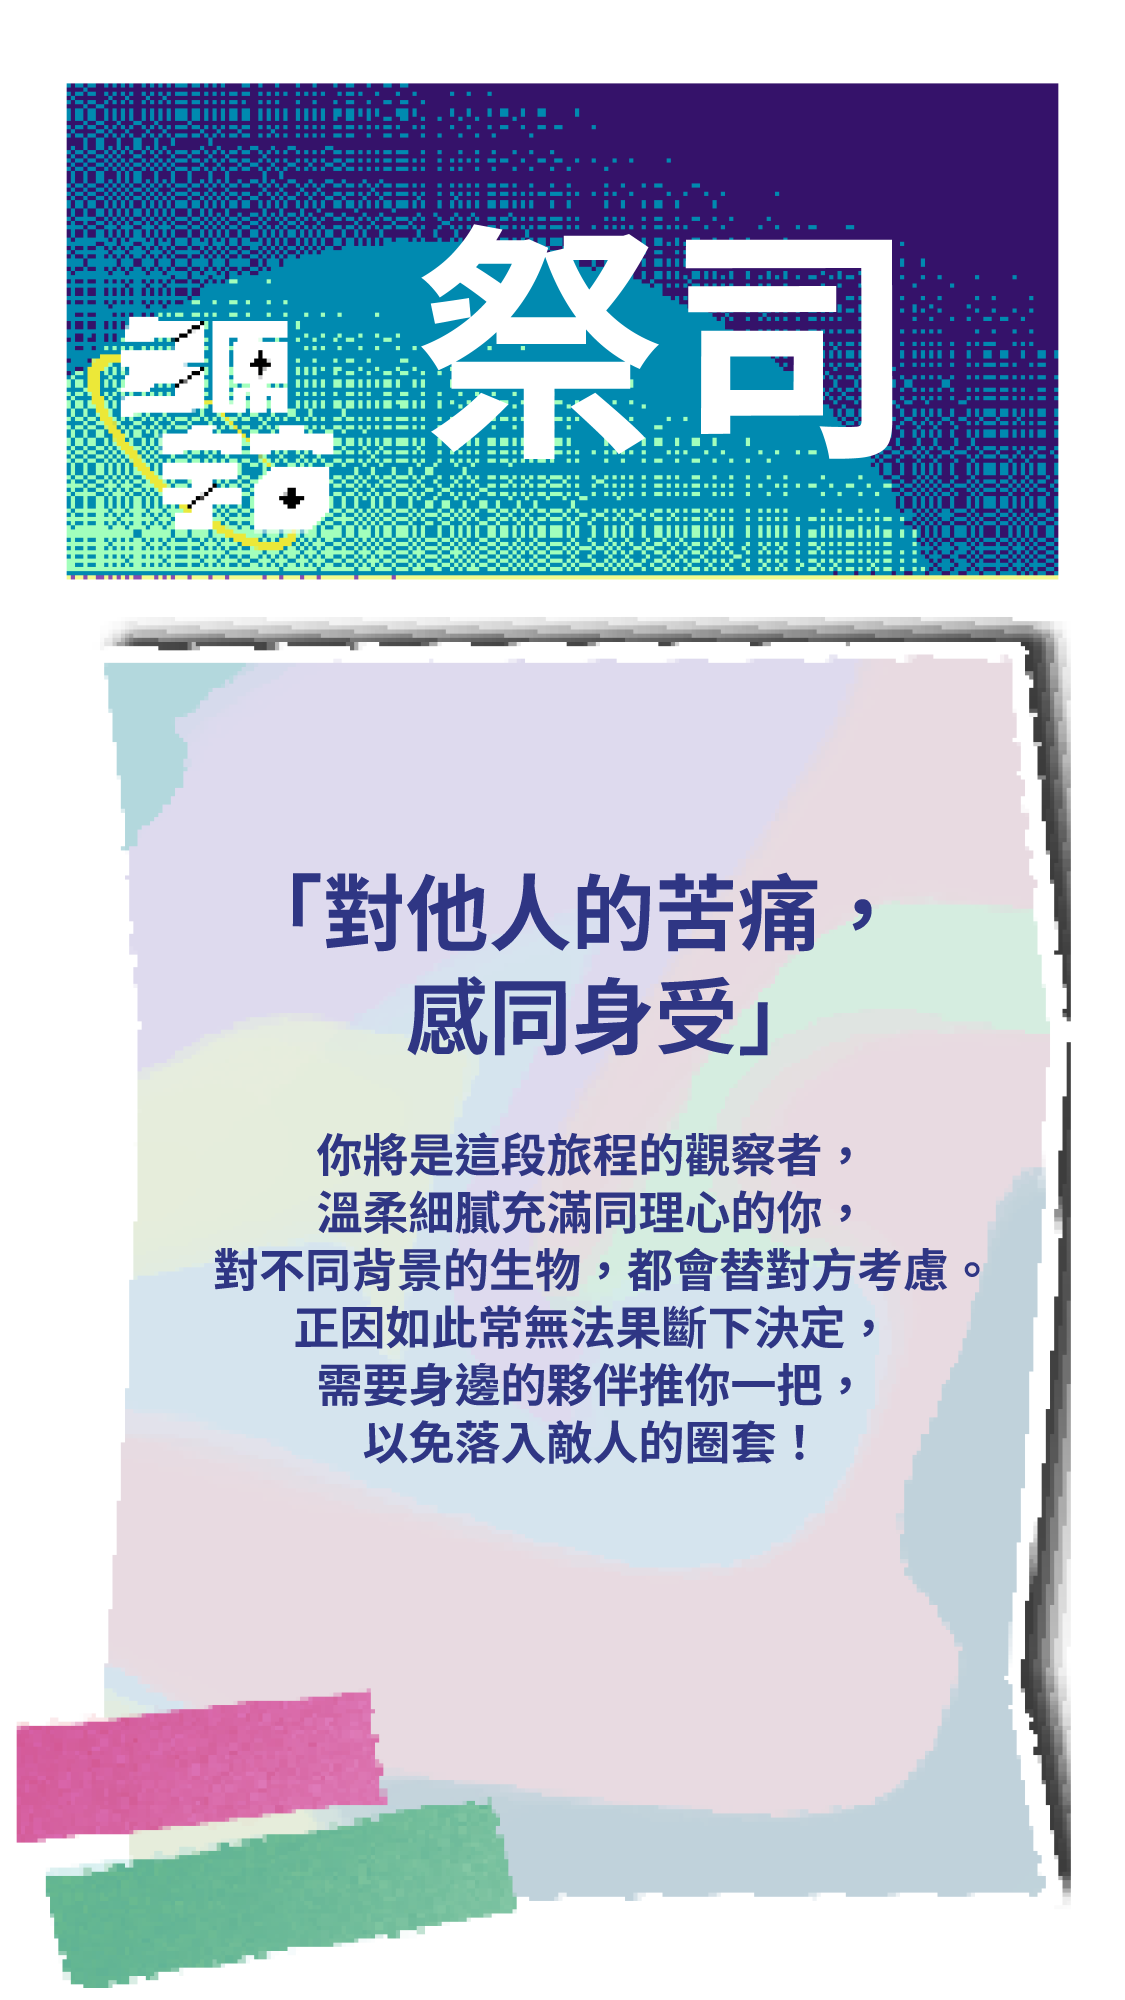 祭司
「對他人的苦痛，
感同身受」
你將是這段旅程的觀察者，
溫柔細膩充滿同理心的你，
對不同背景的生物，都會替對方考慮。
正因如此常無法果斷下決定，
需要身邊的夥伴推你一把，
以免落入敵人的圈套！